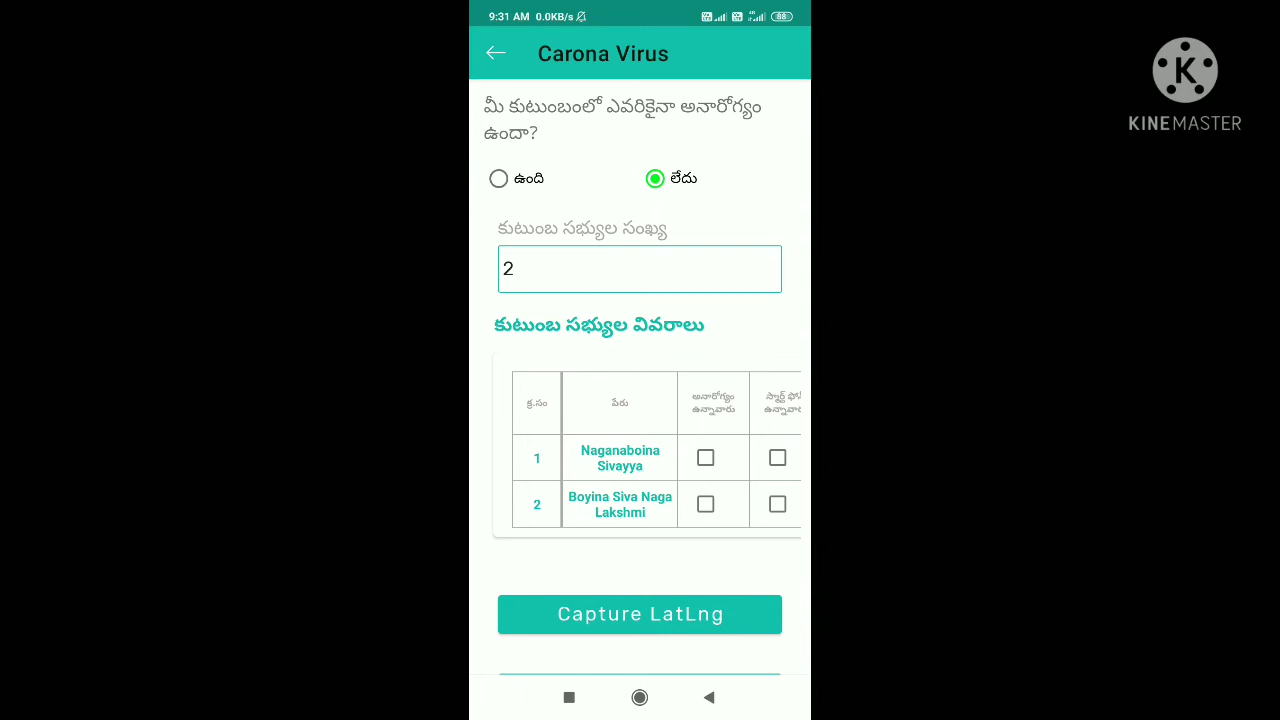 9:31 AM 0.0KB/s
88
Carona Virus
KINEMASTER
మీ కుటుంబంలో ఎవరికైనా అనారోగ్యం
ఉందా?
ఉంది
లేదు
కుటుంబ సభ్యుల సంఖ్య
2
కుటుంబ సభ్యుల వివరాలు
క్ర.సం
పేరు
అనారోగ్యం
ఉన్నావారు
స్మార్ట్
1
Naganaboina
Sivayya
2
Boyina Siva Naga
Lakshmi
Capture LatLng